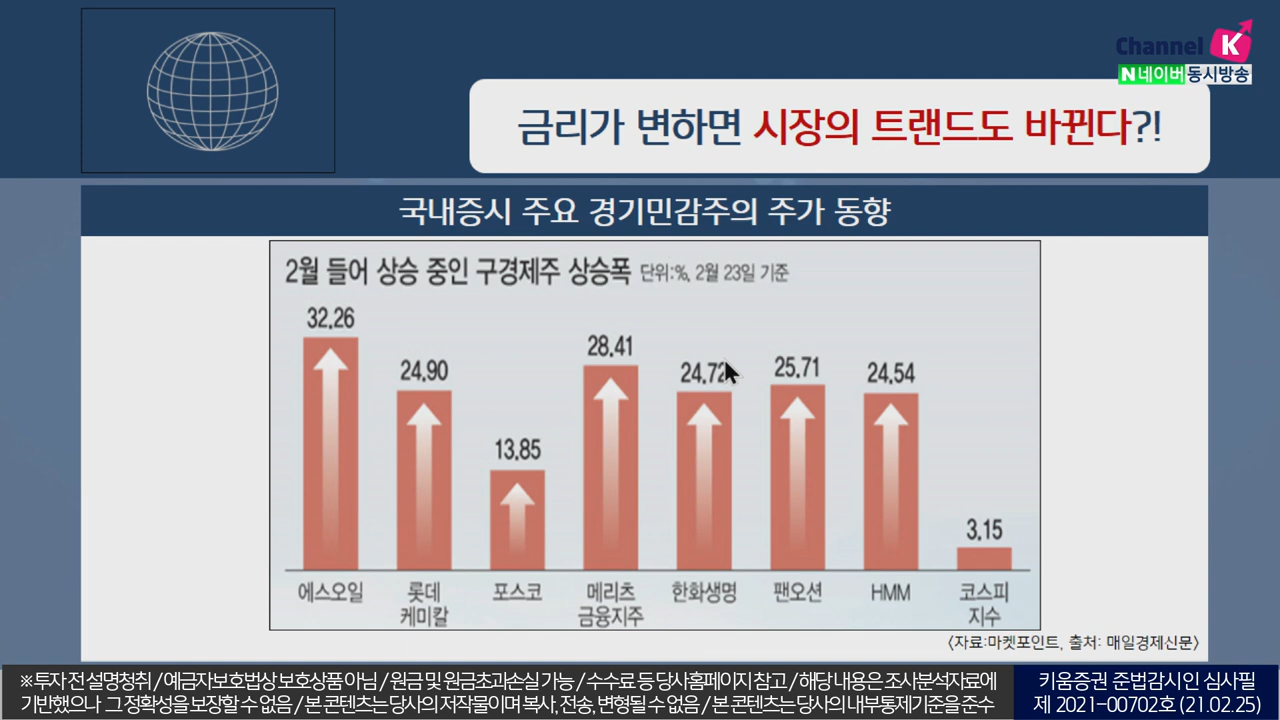 Channel K
N 네이버 동시방송
금리가 변하면 시장의 트랜드도 바뀐다?!
국내증시 주요 경기민감주의 주가 동향
2월 들어 상승 중인 구경제주 상승폭 단위:%, 2월 23일 기준
32.26
24.90
13.85
28.41
24.72
25.71
24.54
3.15
에스오일
롯데
케미칼
포스코
메리츠
금융지주
한화생명
팬오션
HMM
코스피
지수
<자료:마켓포인트, 출처: 매일경제신문>
※ 투자 전 설명청취 / 예금자보호법상 보호상품 아님 / 원금 및 원금초과손실 가능 / 수수료 등 당사홈페이지 참고 / 해당 내용은 조사분석자료에
기반했으나 그 정확성을 보장할 수 없음 / 본 콘텐츠는 당사의 저작물이며 복사, 전송, 변형될 수 없음 / 본 콘텐츠는 당사의 내부통제기준을 준수
키움증권 준법감시인 심사필
제 2021-00702호 (21.02.25)